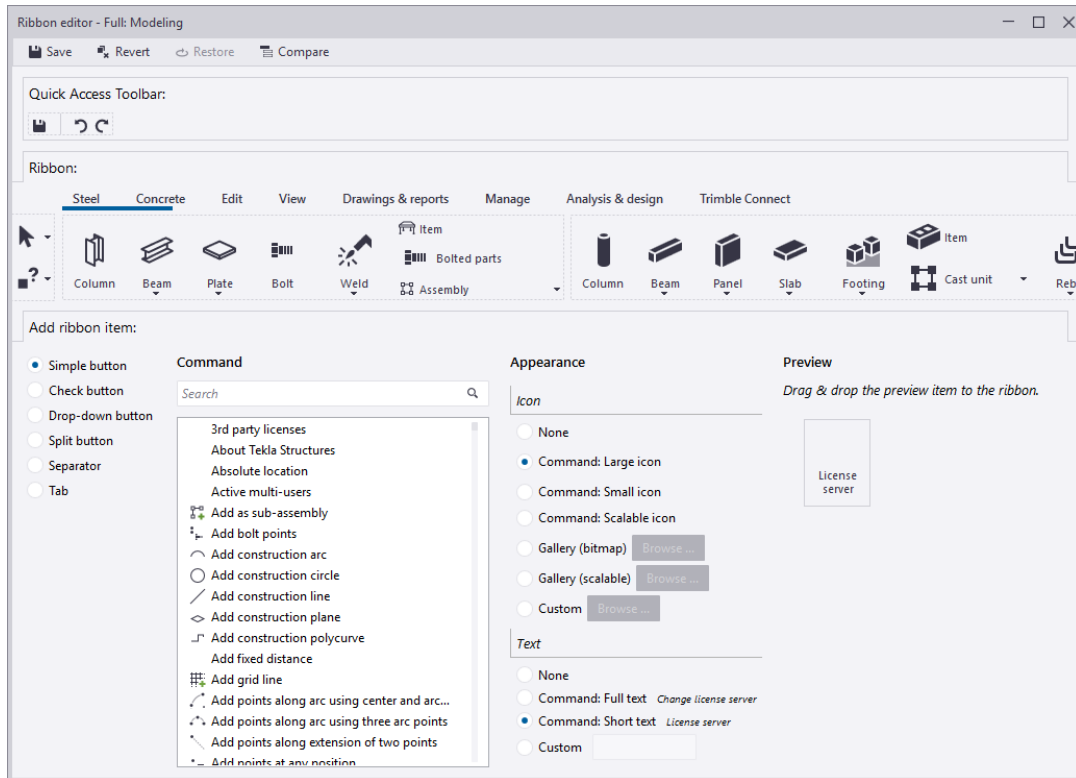 Ribbon editor - Full: Modeling
Save Revert Restore Compare
Quick Access Toolbar:
Ribbon:
Steel Concrete Edit View Drawings & reports Manage Analysis & design Trimble Connect
Item
Bolted parts
Column Beam Plate Bolt Weld Assembly
Item
Column Beam Panel Slab Footing Cast unit Reb
Add ribbon item:
Simple button
Check button
Drop-down button
Split button
Separator
Tab
Command
Search
3rd party licenses
About Tekla Structures
Absolute location
Active multi-users
Add as sub-assembly
Add bolt points
Add construction arc
Add construction circle
Add construction line
Add construction plane
Add construction polycurve
Add fixed distance
Add grid line
Add points along arc using center and arc...
Add points along arc using three arc points
Add points along extension of two points
Add points at any position
Appearance
Icon
None
Command: Large icon
Command: Small icon
Command: Scalable icon
Gallery (bitmap) Browse ...
Gallery (scalable) Browse ...
Custom Browse ...
Text
None
Command: Full text Change license server
Command: Short text License server
Custom
Preview
Drag & drop the preview item to the ribbon.
License
server